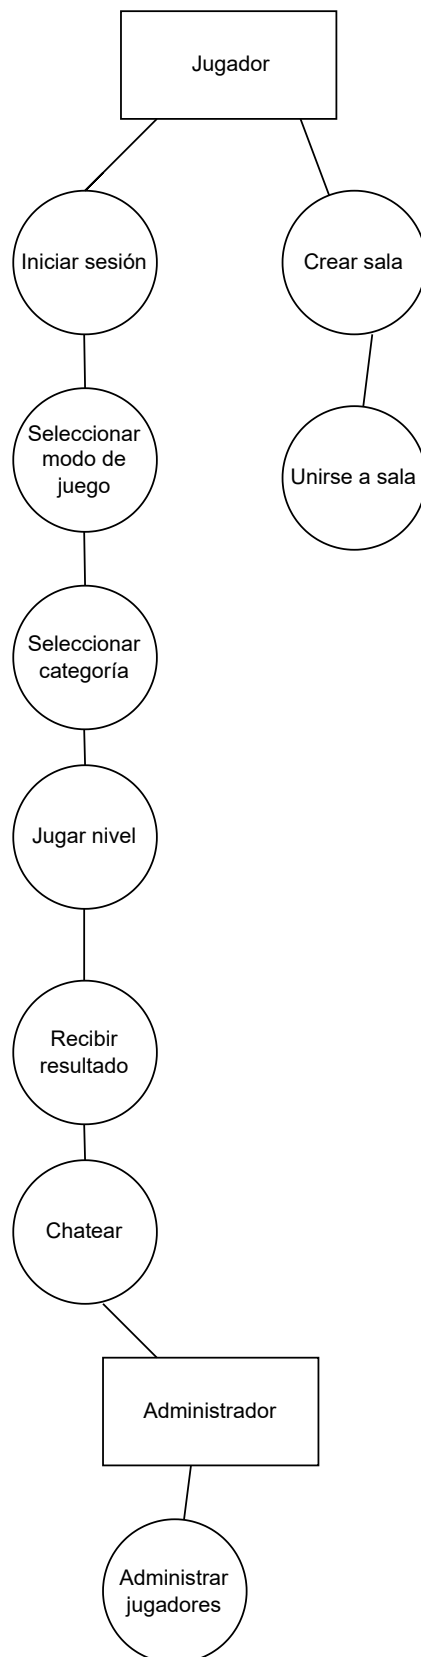 Jugador
Iniciar sesión
Crear sala
Seleccionar
modo de
juego
Unirse a sala
Seleccionar
categoría
Jugar nivel
Recibir
resultado
Chatear
Administrador
Administrar
jugadores